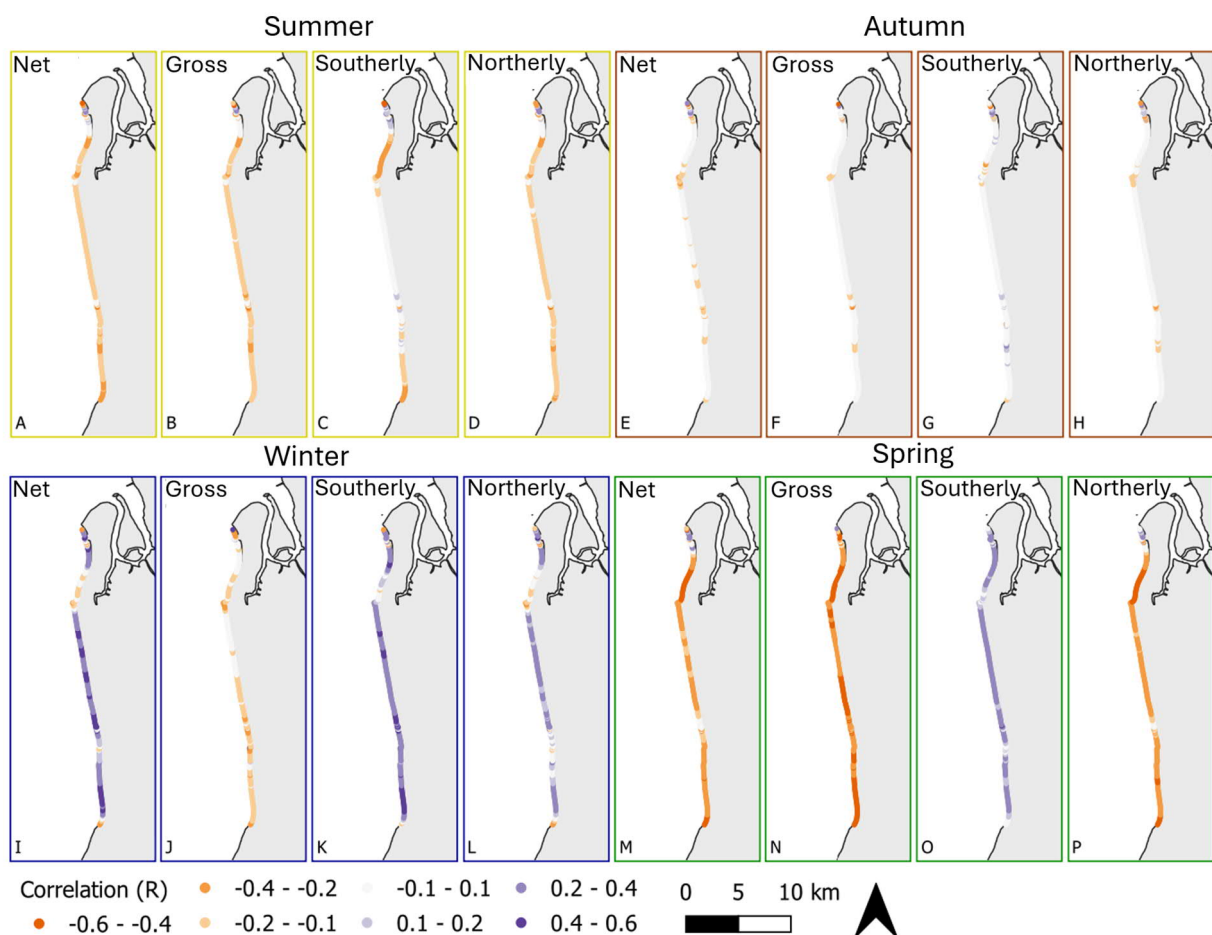 Summer Autumn
Net Gross Southerly Northerly Net Gross Southerly Northerly
A B C D E F G H
Winter Spring
Net Gross Southerly Northerly Net Gross Southerly Northerly
I J K L M N O P
Correlation (R) -0.4 - -0.2 -0.1 - 0.1 0.2 - 0.4 0 5 10 km
-0.6 - -0.4 -0.2 - -0.1 0.1 - 0.2 0.4 - 0.6